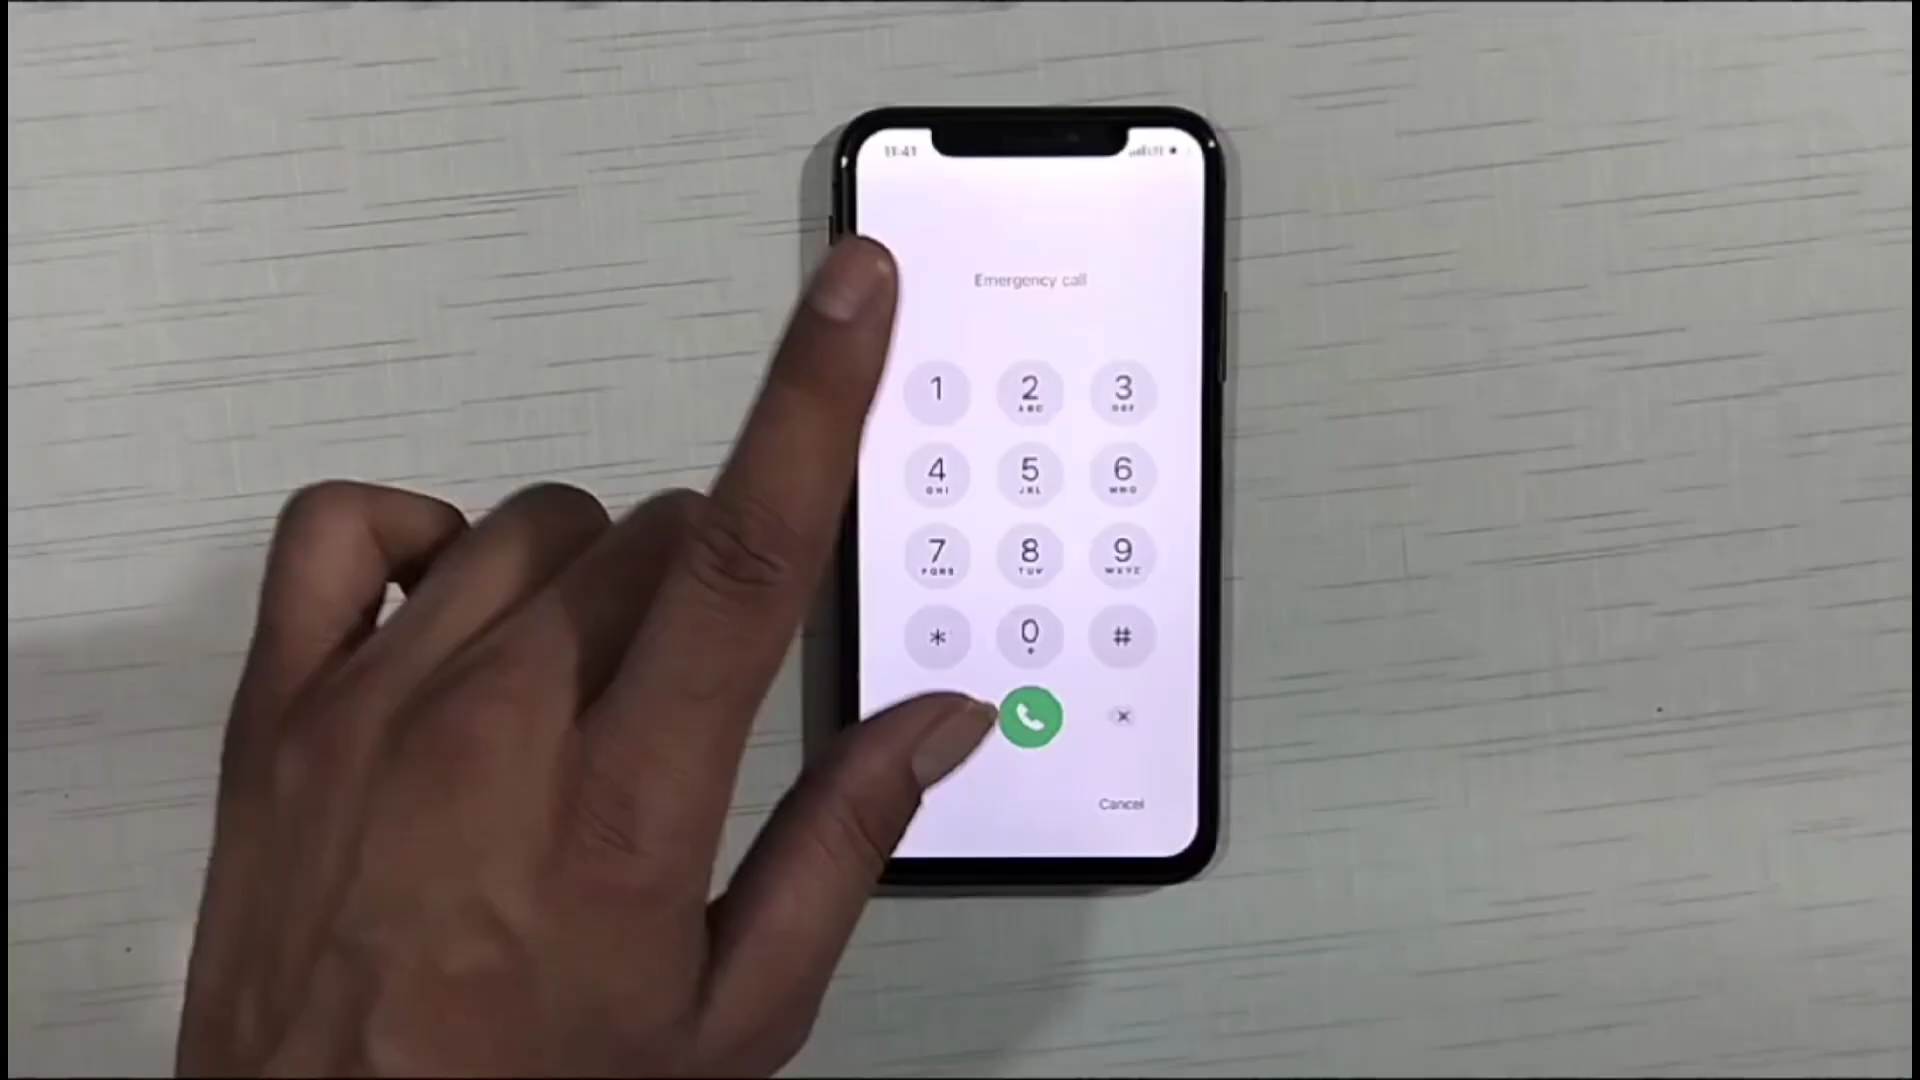 11:41
Emergency call
1 2 3
ABC DEF
4 5 6
GHI JKL MNO
7 8 9
PQRS TUV WXYZ
* 0 #
+
Cancel